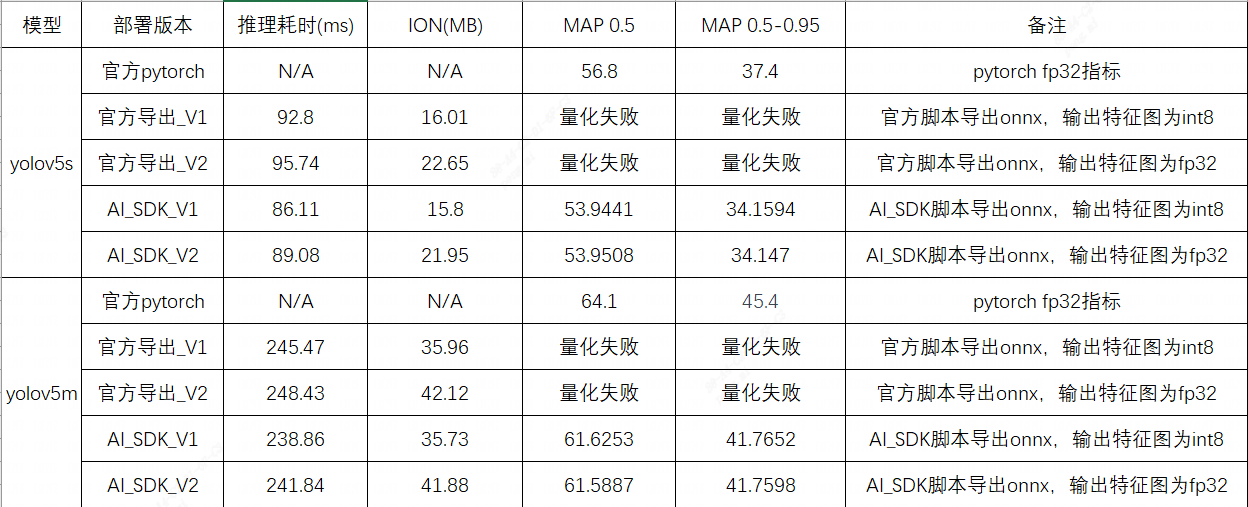 模型 部署版本 推理耗时(ms) ION(MB) MAP 0.5 MAP 0.5-0.95 备注
官方pytorch N/A N/A 56.8 37.4 pytorch fp32指标
官方导出_V1 92.8 16.01 量化失败 量化失败 官方脚本导出onnx，输出特征图为int8
yolov5s 官方导出_V2 95.74 22.65 量化失败 量化失败 官方脚本导出onnx，输出特征图为fp32
AI_SDK_V1 86.11 15.8 53.9441 34.1594 AI_SDK脚本导出onnx，输出特征图为int8
AI_SDK_V2 89.08 21.95 53.9508 34.147 AI_SDK脚本导出onnx，输出特征图为fp32
官方pytorch N/A N/A 64.1 45.4 pytorch fp32指标
官方导出_V1 245.47 35.96 量化失败 量化失败 官方脚本导出onnx，输出特征图为int8
yolov5m 官方导出_V2 248.43 42.12 量化失败 量化失败 官方脚本导出onnx，输出特征图为fp32
AI_SDK_V1 238.86 35.73 61.6253 41.7652 AI_SDK脚本导出onnx，输出特征图为int8
AI_SDK_V2 241.84 41.88 61.5887 41.7598 AI_SDK脚本导出onnx，输出特征图为fp32